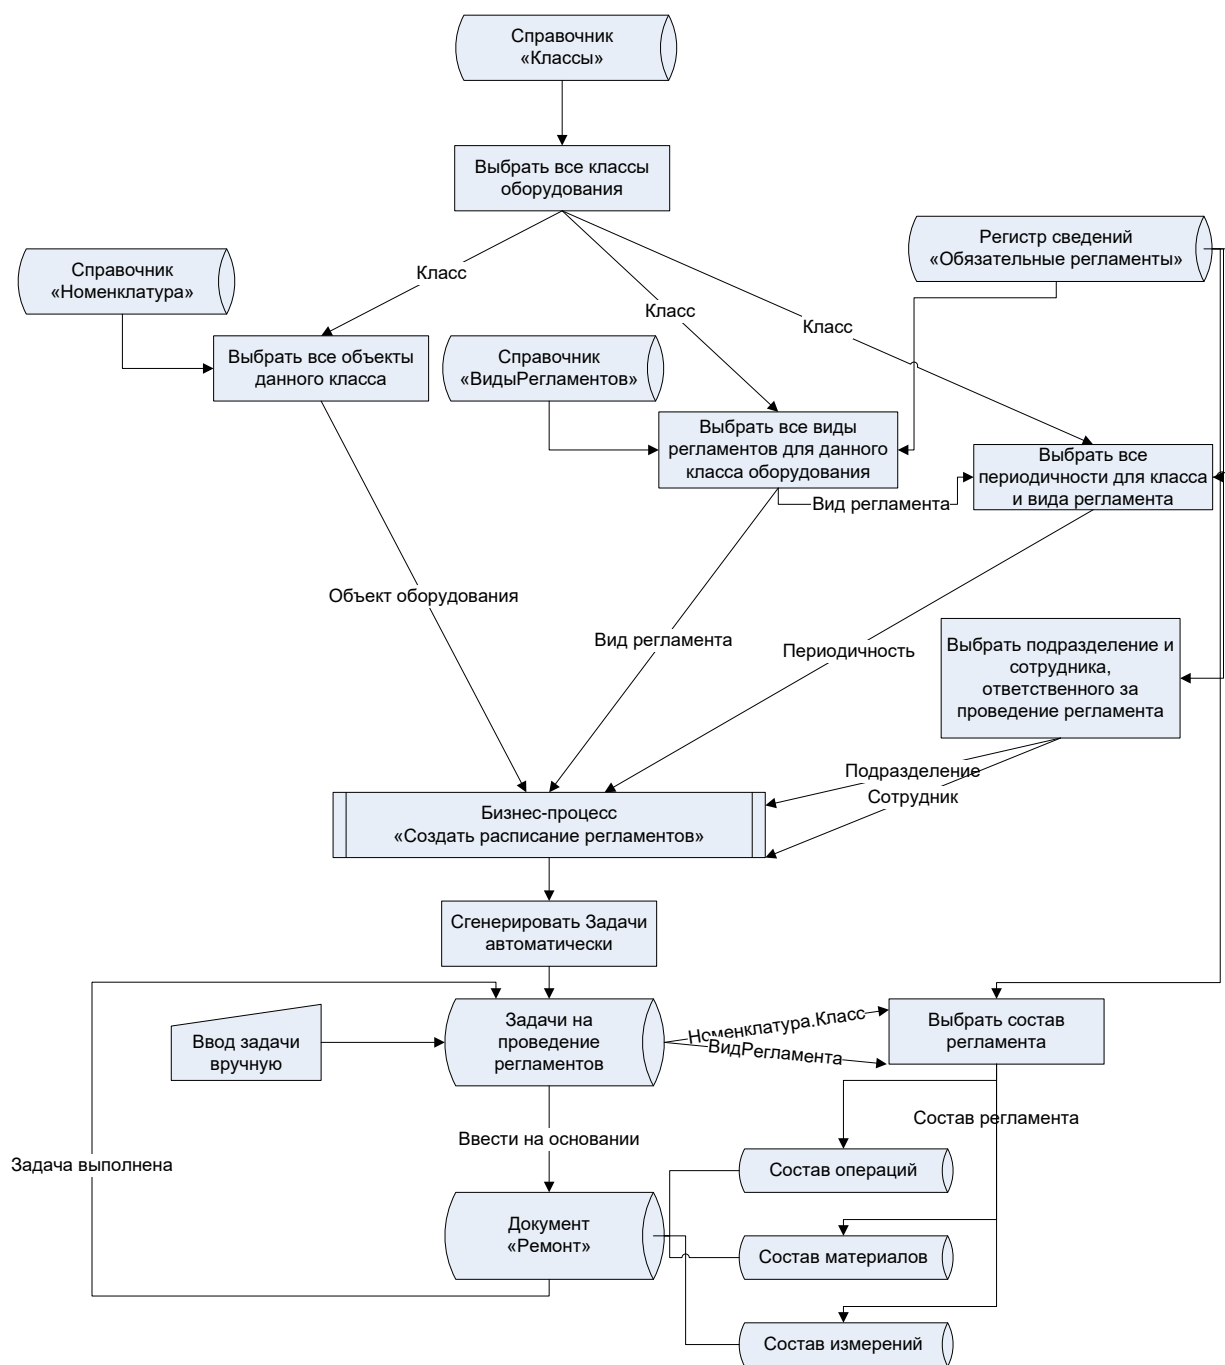 Справочник
«Классы»
Выбрать все классы
оборудования
Регистр сведений
«Обязательные регламенты»
Справочник
«Номенклатура»
Класс
Класс
Класс
Выбрать все объекты
данного класса
Справочник
«ВидыРегламентов»
Выбрать все виды
регламентов для данного
класса оборудования
Выбрать все
периодичности для класса
и вида регламента
Вид регламента
Объект оборудования
Вид регламента
Периодичность
Выбрать подразделение и
сотрудника,
ответственного за
проведение регламента
Подразделение
Сотрудник
Бизнес-процесс
«Создать расписание регламентов»
Сгенерировать Задачи
автоматически
Ввод задачи
вручную
Задачи на
проведение
регламентов
Номенклатура.Класс
ВидРегламента
Выбрать состав
регламента
Состав регламента
Ввести на основании
Задача выполнена
Состав операций
Документ
«Ремонт»
Состав материалов
Состав измерений